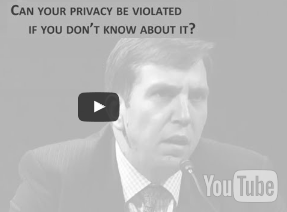 Can your privacy be violated
if you don't know about it?
YouTube